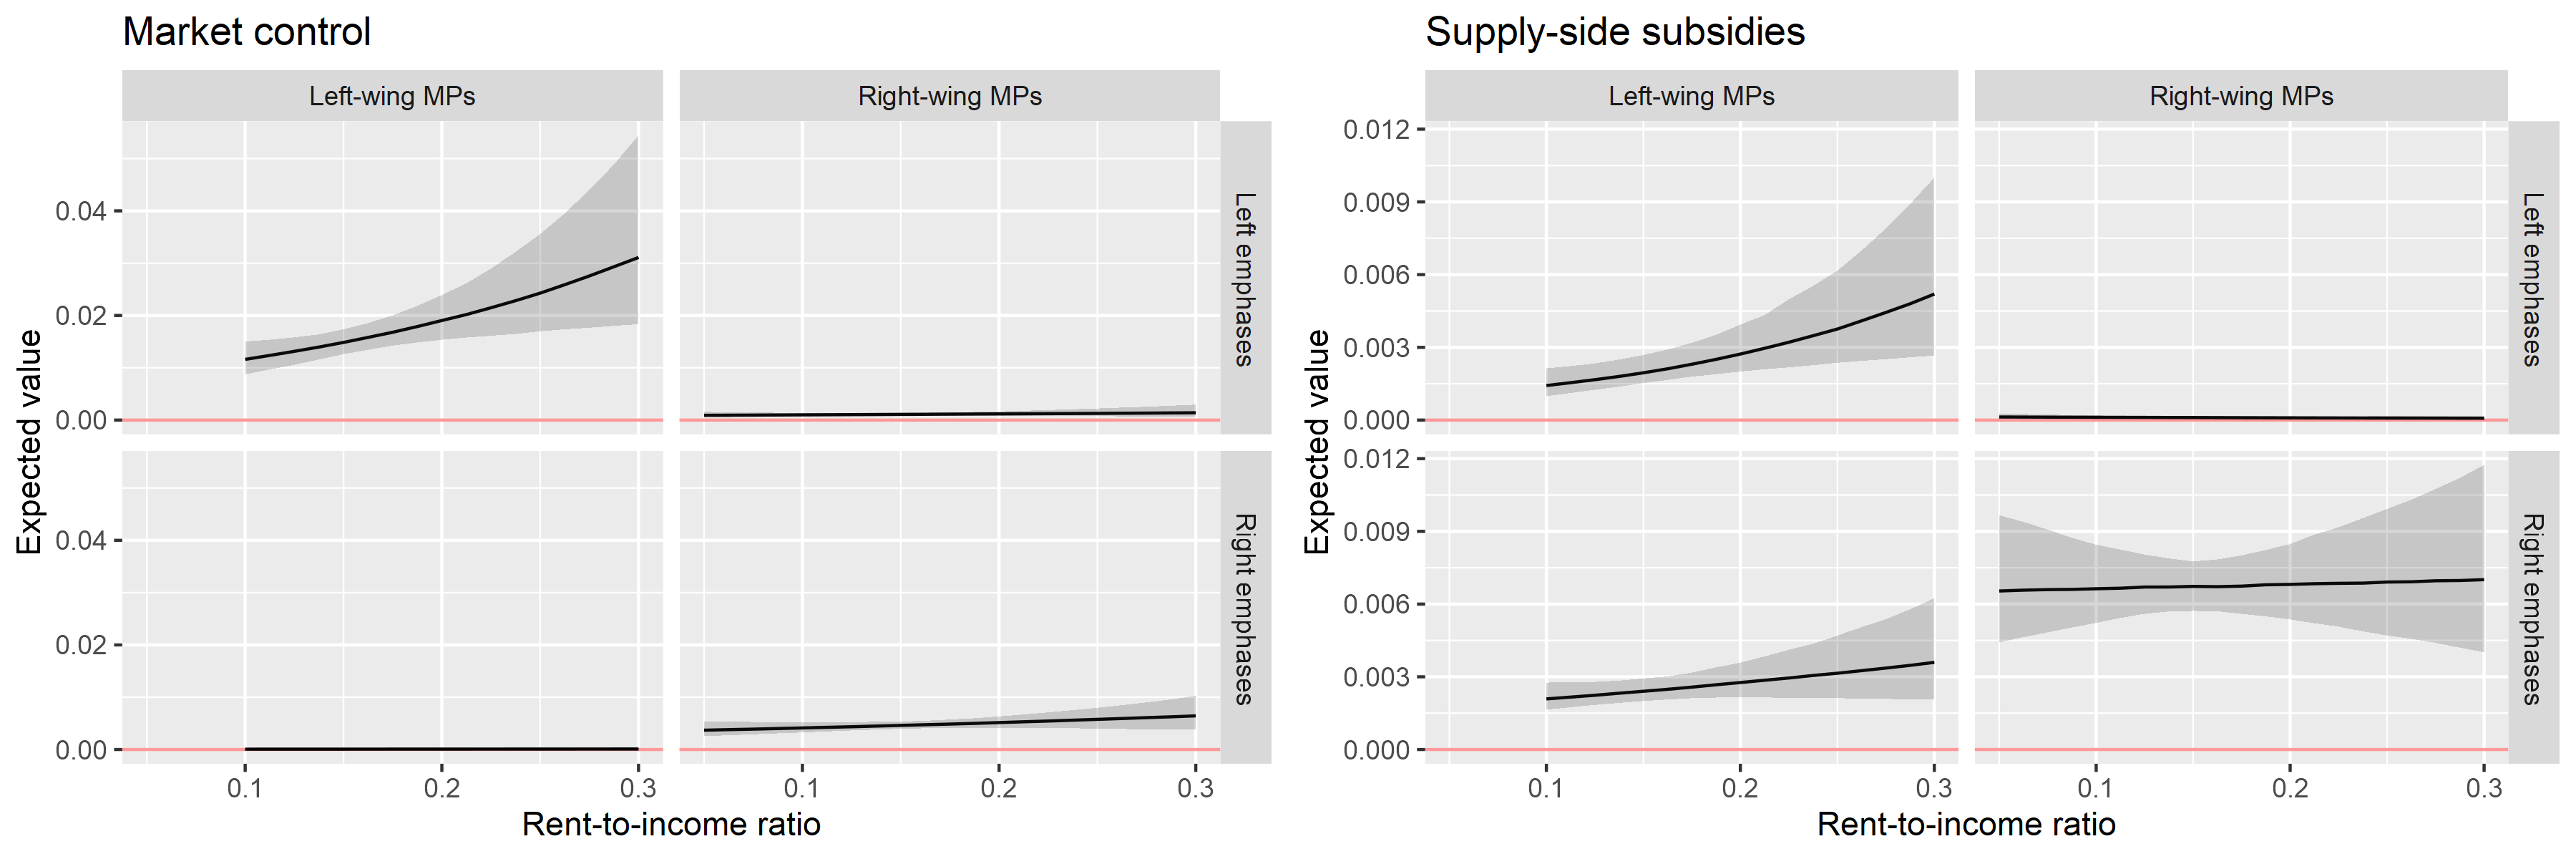 Market control
Left-wing MPs
Right-wing MPs
Expected value
0.04
0.02
0.00
Left emphases
0.04
0.02
0.00
Right emphases
0.1
0.2
0.3
0.1
0.2
0.3
Rent-to-income ratio
Supply-side subsidies
Left-wing MPs
Right-wing MPs
Expected value
0.012
0.009
0.006
0.003
0.000
Left emphases
0.012
0.009
0.006
0.003
0.000
Right emphases
0.1
0.2
0.3
0.1
0.2
0.3
Rent-to-income ratio